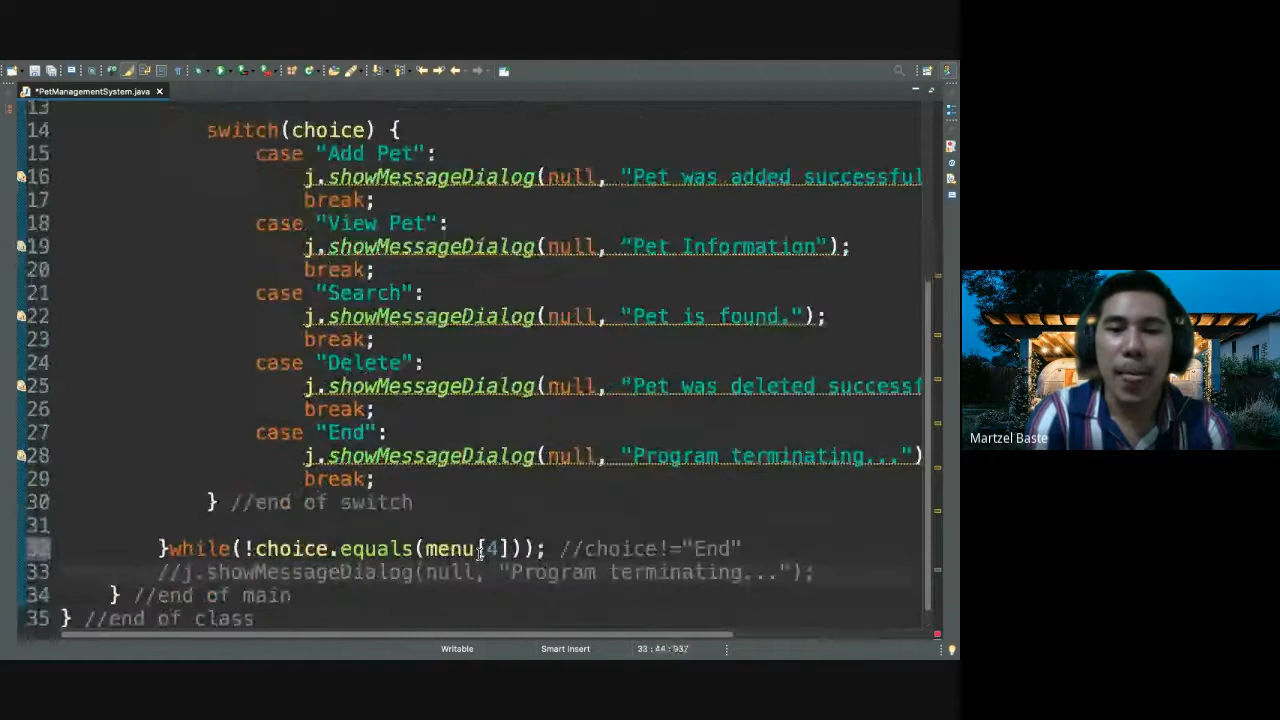 *PetManagementSystem.java
13
14 switch(choice) {
15 case "Add Pet":
16 j.showMessageDialog(null, "Pet was added successful
17 break;
18 case "View Pet":
19 j.showMessageDialog(null, "Pet Information");
20 break;
21 case "Search":
22 j.showMessageDialog(null, "Pet is found.");
23 break;
24 case "Delete":
25 j.showMessageDialog(null, "Pet was deleted successf
26 break;
27 case "End":
28 j.showMessageDialog(null, "Program terminating...")
29 break;
30 } //end of switch
31
32 }while(!choice.equals(menu[4])); //choice!="End"
33 //j.showMessageDialog(null, "Program terminating...");
34 } //end of main
35 } //end of class
Writable Smart Insert
Martzel Baste